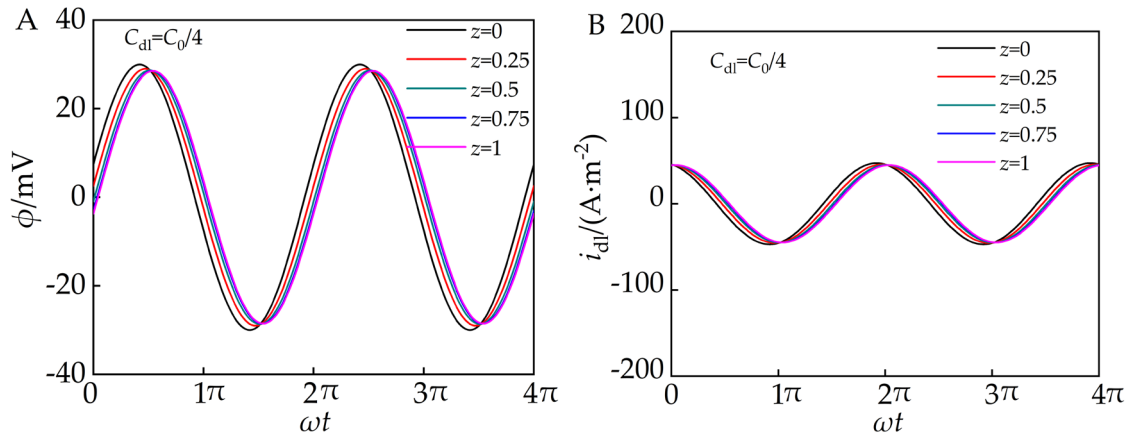 A
C_dl=C_0/4
z=0
z=0.25
z=0.5
z=0.75
z=1
40
20
0
-20
-40
ϕ/mV
0
1π
2π
3π
4π
ωt
B
C_dl=C_0/4
z=0
z=0.25
z=0.5
z=0.75
z=1
200
100
0
-100
-200
i_dl/(A·m⁻²)
0
1π
2π
3π
4π
ωt